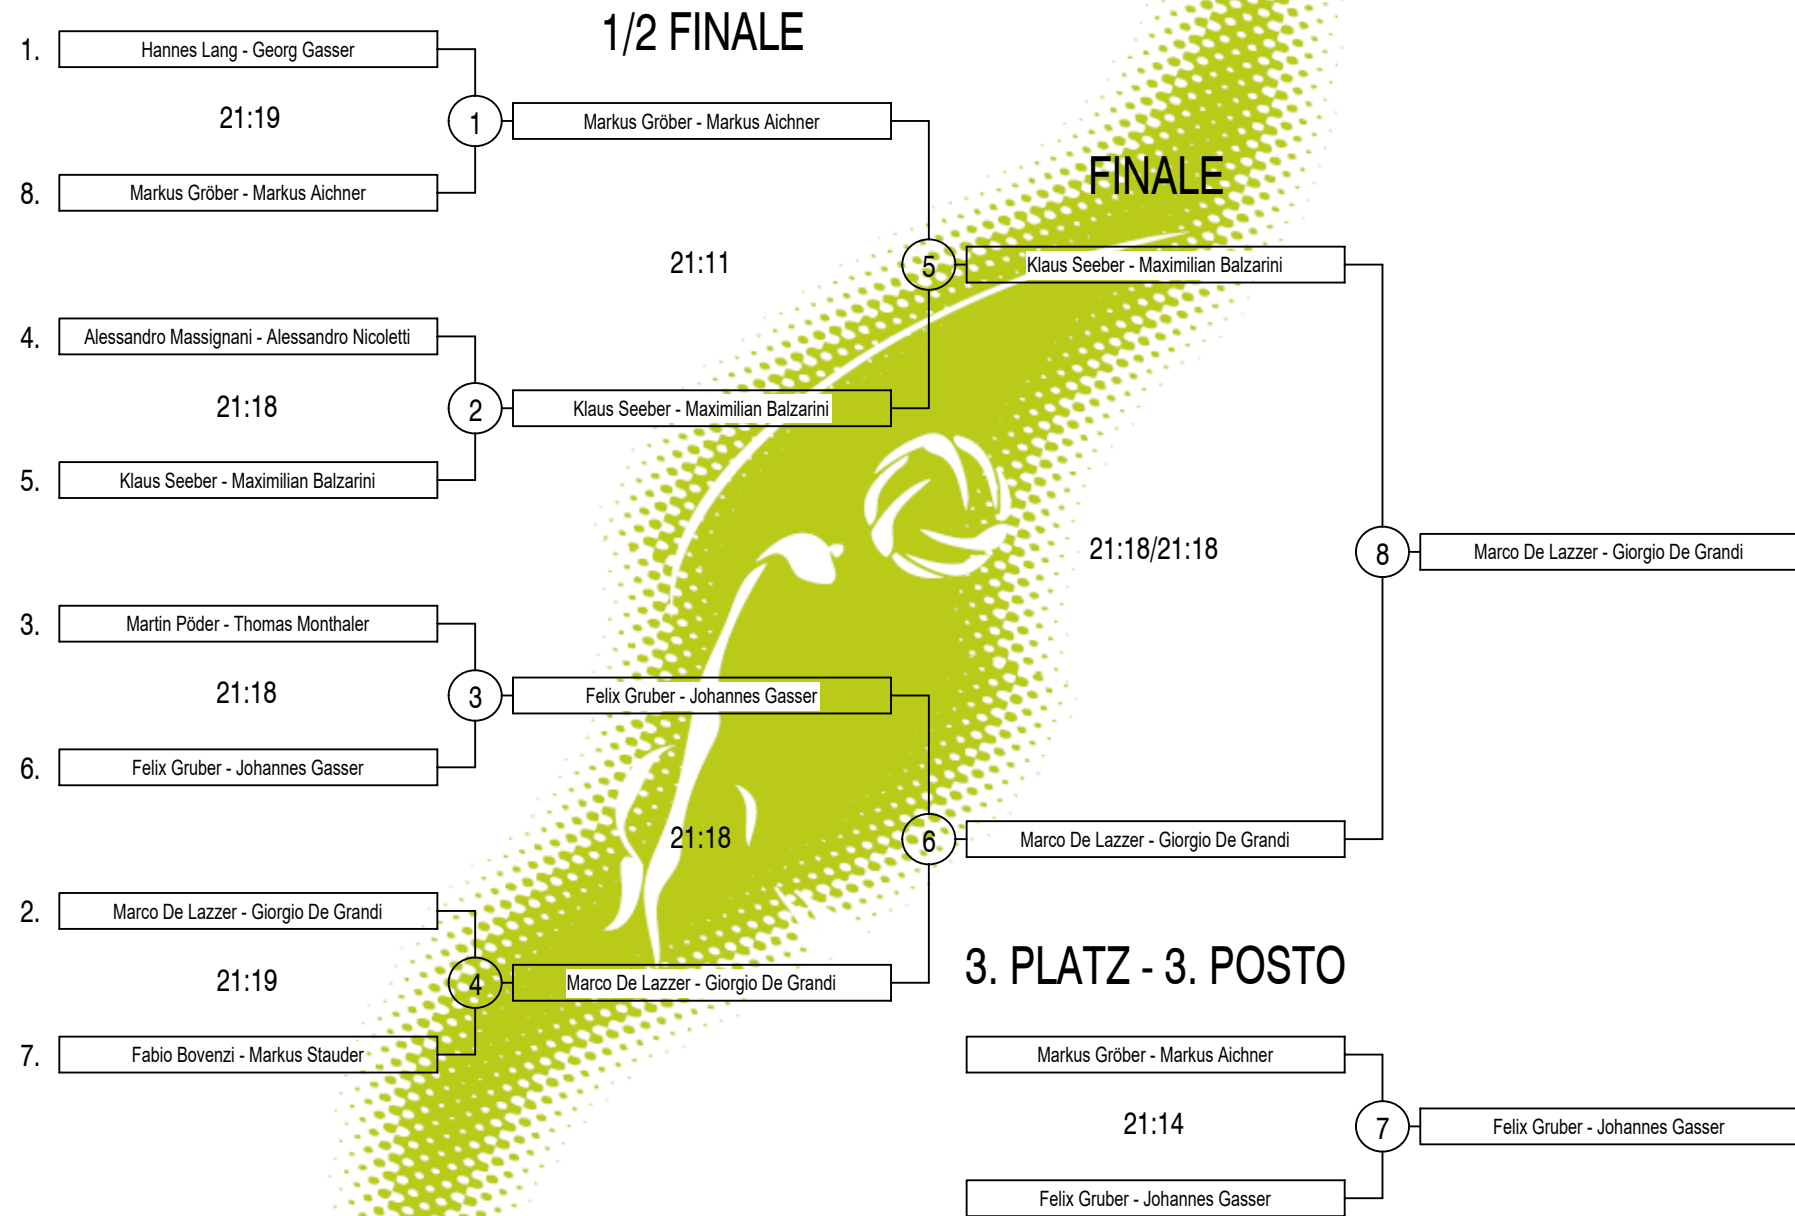 1/2 FINALE
1. Hannes Lang - Georg Gasser
21:19
1
Markus Gröber - Markus Aichner
8. Markus Gröber - Markus Aichner
FINALE
21:11
5
Klaus Seeber - Maximilian Balzarini
4. Alessandro Massignani - Alessandro Nicoletti
21:18
2
Klaus Seeber - Maximilian Balzarini
5. Klaus Seeber - Maximilian Balzarini
21:18/21:18
8
Marco De Lazzer - Giorgio De Grandi
3. Martin Pöder - Thomas Monthaler
21:18
3
Felix Gruber - Johannes Gasser
6. Felix Gruber - Johannes Gasser
21:18
6
Marco De Lazzer - Giorgio De Grandi
2. Marco De Lazzer - Giorgio De Grandi
21:19
4
Marco De Lazzer - Giorgio De Grandi
7. Fabio Bovenzi - Markus Stauder
3. PLATZ - 3. POSTO
Markus Gröber - Markus Aichner
21:14
7
Felix Gruber - Johannes Gasser
Felix Gruber - Johannes Gasser